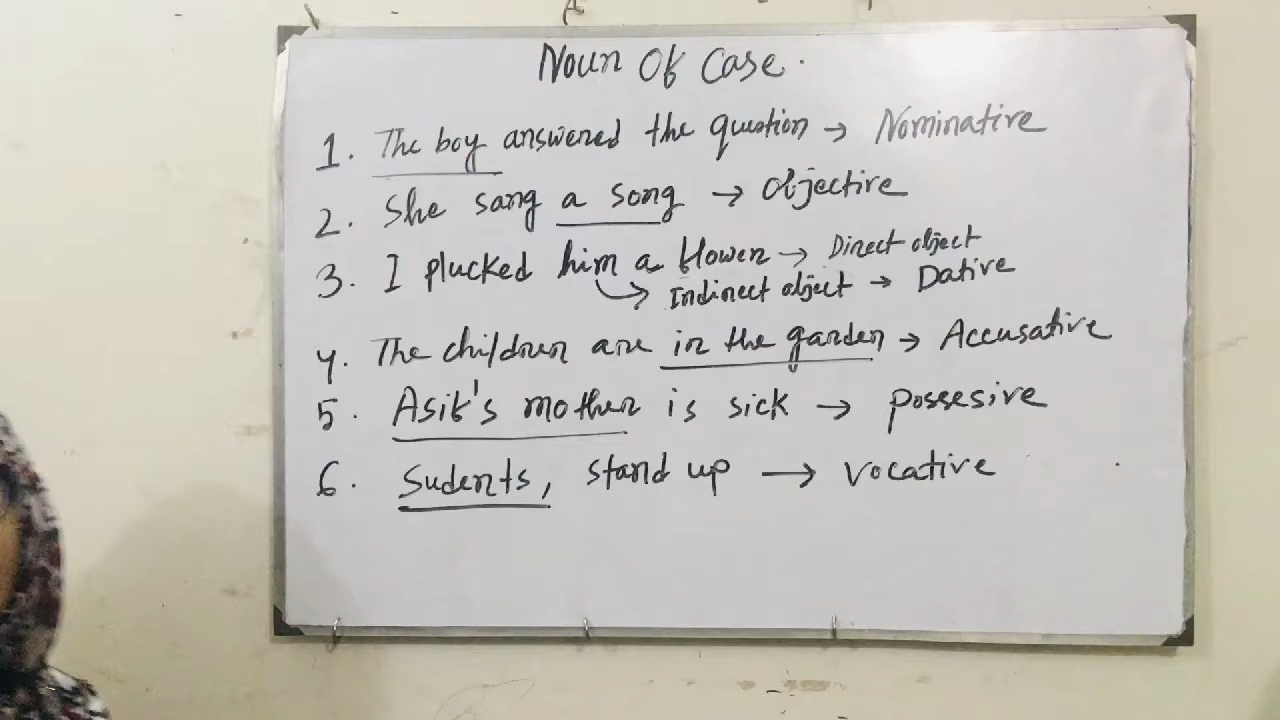 Noun Of Case.
1. The boy answered the question → Nominative
2. She sang a song → Objective
3. I plucked him a flower → Direct object
→ Indirect object → Dative
4. The children are in the garden → Accusative
5. Asit's mother is sick → possesive
6. Sudents, stand up → vocative